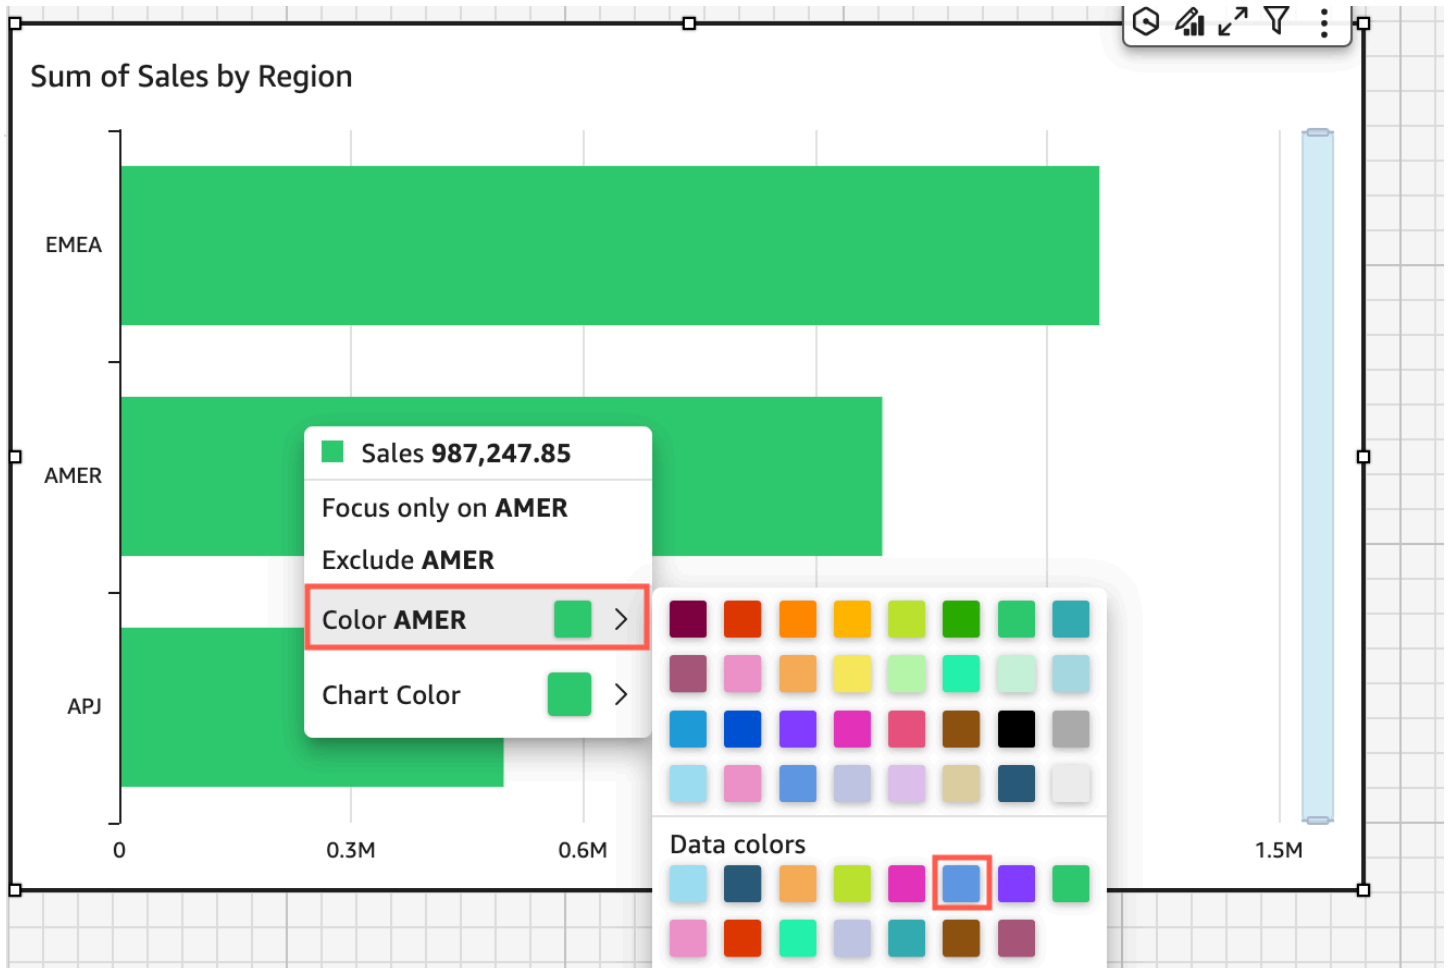 Sum of Sales by Region
EMEA
AMER
APJ
Sales 987,247.85
Focus only on AMER
Exclude AMER
Color AMER
Chart Color
Data colors
0
0.3M
0.6M
1.5M